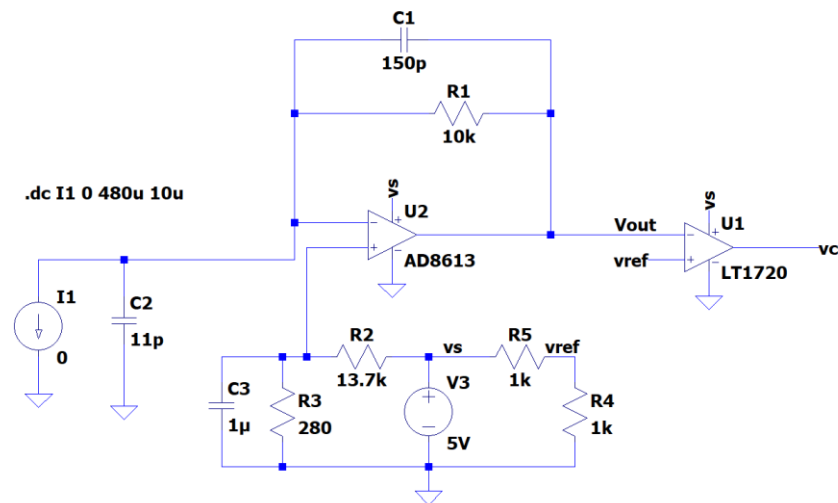 C1
150p
R1
10k
.dc I1 0 480u 10u
vs
U2
AD8613
Vout
vref
vs
U1
LT1720
vc
I1
0
C2
11p
R2
13.7k
vs
R5
1k
vref
C3
1µ
R3
280
V3
5V
R4
1k